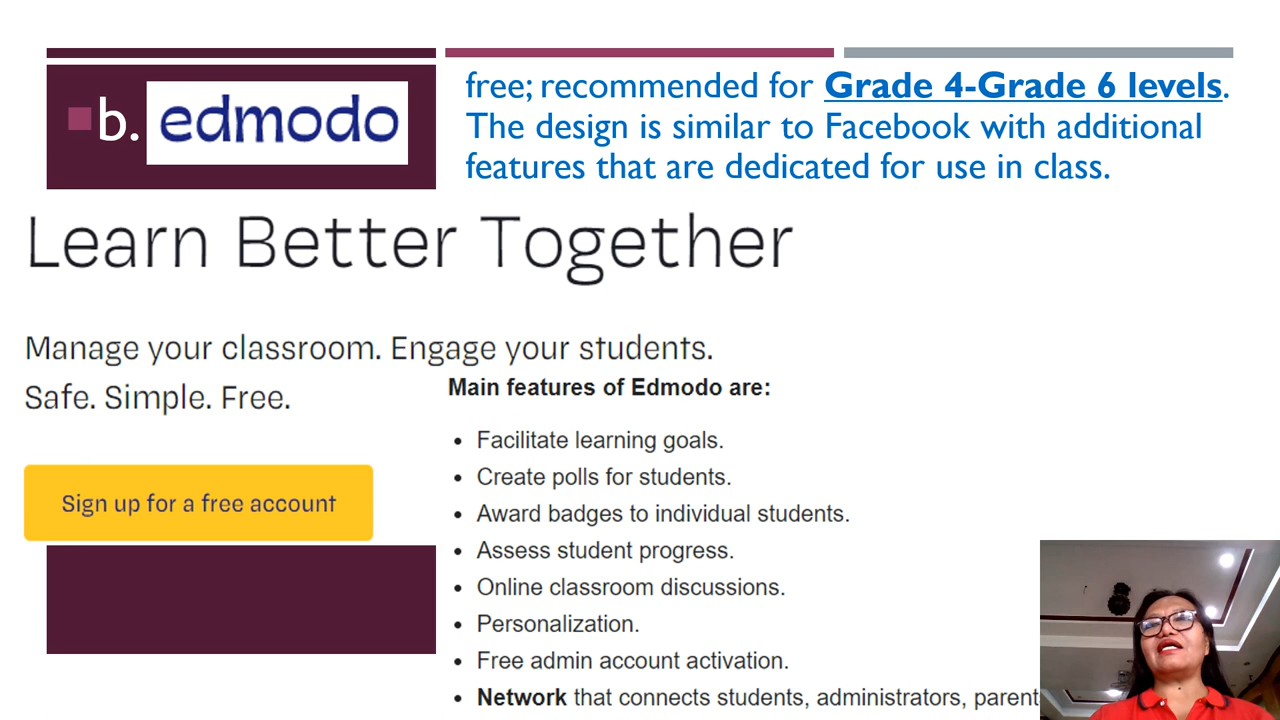 b. edmodo
free; recommended for Grade 4-Grade 6 levels.
The design is similar to Facebook with additional
features that are dedicated for use in class.
Learn Better Together
Manage your classroom. Engage your students.
Safe. Simple. Free.
Sign up for a free account
Main features of Edmodo are:
• Facilitate learning goals.
• Create polls for students.
• Award badges to individual students.
• Assess student progress.
• Online classroom discussions.
• Personalization.
• Free admin account activation.
• Network that connects students, administrators, parent